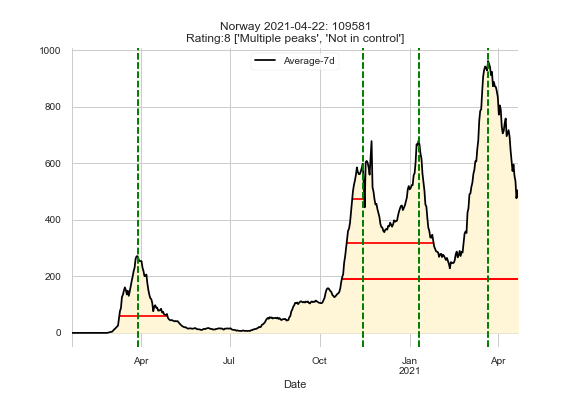 Norway 2021-04-22: 109581
Rating:8 ['Multiple peaks', 'Not in control']
Average-7d
1000
800
600
400
200
0
Apr Jul Oct Jan Apr
2021
Date